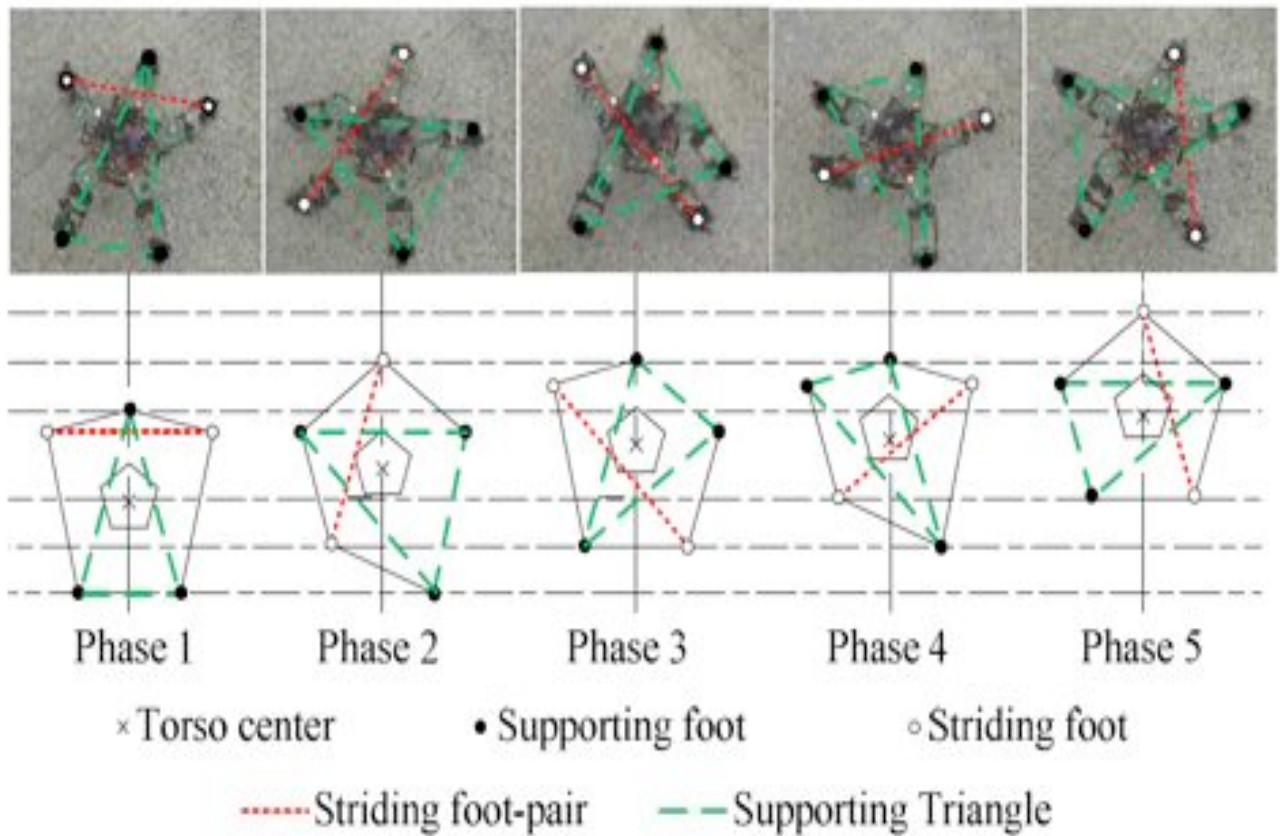 Phase 1 Phase 2 Phase 3 Phase 4 Phase 5
× Torso center ● Supporting foot ○ Striding foot
Striding foot-pair Supporting Triangle